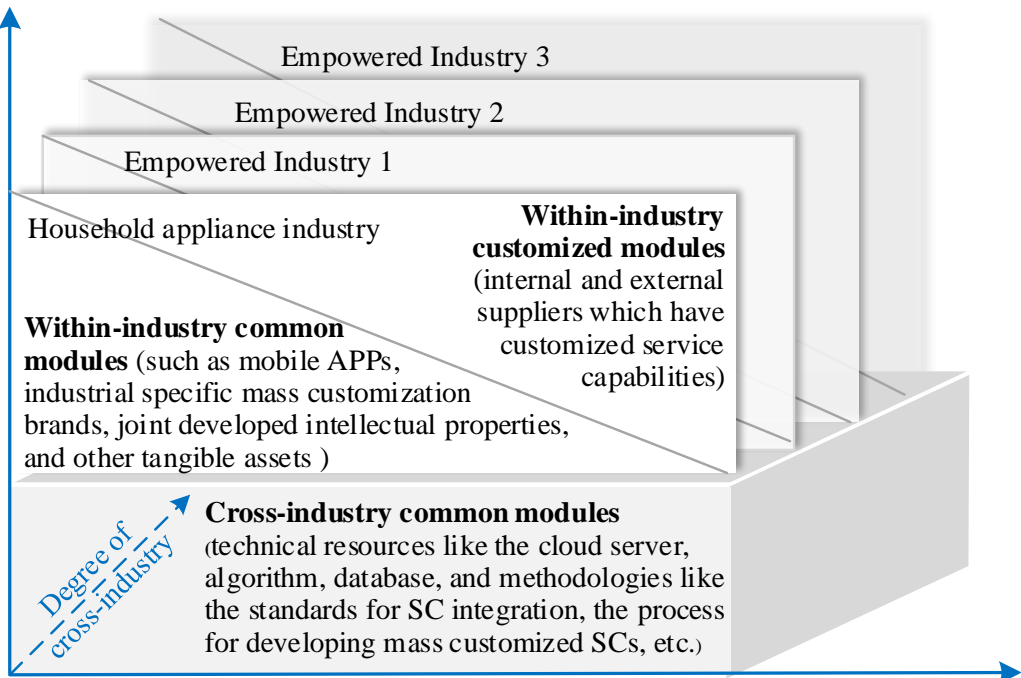 Empowered Industry 3
Empowered Industry 2
Empowered Industry 1
Household appliance industry
Within-industry
customized modules
(internal and external
suppliers which have
customized service
capabilities)
Within-industry common
modules (such as mobile APPs,
industrial specific mass customization
brands, joint developed intellectual properties,
and other tangible assets )
Cross-industry common modules
(technical resources like the cloud server,
algorithm, database, and methodologies like
the standards for SC integration, the process
for developing mass customized SCs, etc.)
Degree of
cross-industry